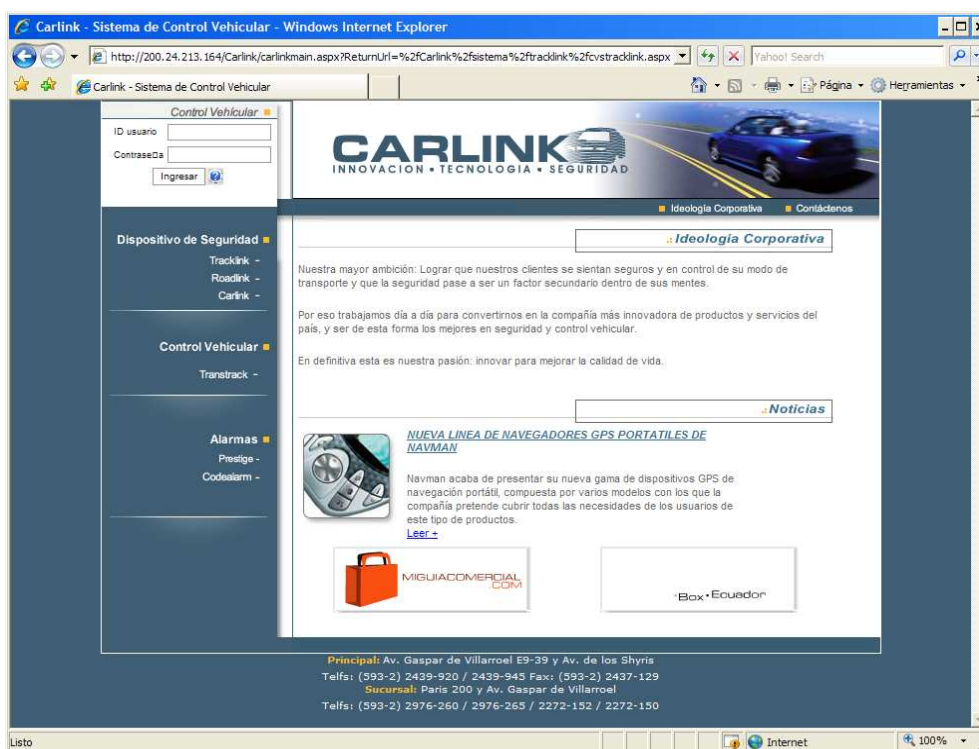 Carlink - Sistema de Control Vehicular - Windows Internet Explorer
http://200.24.213.164/Carlink/carlinkmain.aspx?ReturnUrl=%2fCarlink%2fsistema%2ftracklink%2fcvstracklink.aspx
Yahoo! Search
Carlink - Sistema de Control Vehicular
Página
Herramientas
Control Vehícular
ID usuario
Contrase□a
Ingresar
CARLINK
INNOVACION • TECNOLOGIA • SEGURIDAD
Ideología Corporativa
Contáctenos
Dispositivo de Seguridad
Tracklink -
Roadlink -
Carlink -
Control Vehicular
Transtrack -
Alarmas
Prestige -
Codealarm -
.: Ideología Corporativa
Nuestra mayor ambición: Lograr que nuestros clientes se sientan seguros y en control de su modo de
transporte y que la seguridad pase a ser un factor secundario dentro de sus mentes.
Por eso trabajamos día a día para convertirnos en la compañía más innovadora de productos y servicios del
país, y ser de esta forma los mejores en seguridad y control vehicular.
En definitiva esta es nuestra pasión: innovar para mejorar la calidad de vida.
.: Noticias
NUEVA LINEA DE NAVEGADORES GPS PORTATILES DE
NAVMAN
Navman acaba de presentar su nueva gama de dispositivos GPS de
navegación portátil, compuesta por varios modelos con los que la
compañía pretende cubrir todas las necesidades de los usuarios de
este tipo de productos.
Leer +
MIGUIACOMERCIAL
.COM
Box•Ecuador
Principal: Av. Gaspar de Villarroel E9-39 y Av. de los Shyris
Telfs: (593-2) 2439-920 / 2439-945 Fax: (593-2) 2437-129
Sucursal: Paris 200 y Av. Gaspar de Villarroel
Telfs: (593-2) 2976-260 / 2976-265 / 2272-152 / 2272-150
Listo
Internet
100%